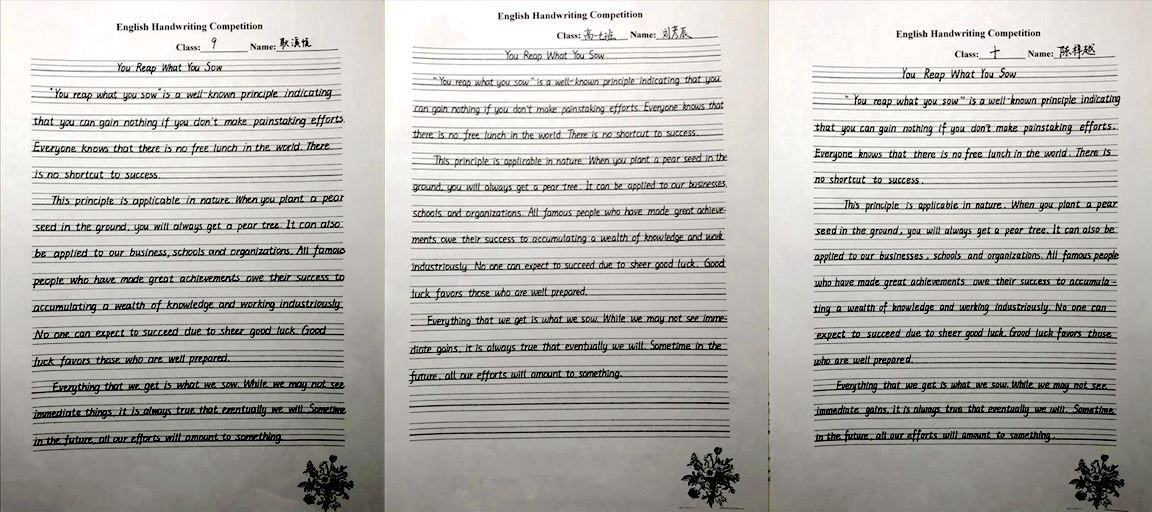 English Handwriting Competition
Class: 9 Name: 耿溪悦
You Reap What You Sow
"You reap what you sow" is a well-known principle indicating
that you can gain nothing if you don't make painstaking efforts.
Everyone knows that there is no free lunch in the world. There
is no shortcut to success.
This principle is applicable in nature. When you plant a pear
seed in the ground, you will always get a pear tree. It can also
be applied to our business, schools and organizations. All famous
people who have made great achievements owe their success to
accumulating a wealth of knowledge and working industriously.
No one can expect to succeed due to sheer good luck. Good
luck favors those who are well prepared.
Everything that we get is what we sow. While we may not see
immediate things, it is always true that eventually we will. Sometime
in the future, all our efforts will amount to something.
English Handwriting Competition
Class: 高一七班 Name: 刘彦辰
You Reap What You Sow
"You reap what you sow" is a well-known principle indicating that you
can gain nothing if you don't make painstaking efforts. Everyone knows that
there is no free lunch in the world. There is no shortcut to success.
This principle is applicable in nature. When you plant a pear seed in the
ground, you will always get a pear tree. It can be applied to our businesses,
schools and organizations. All famous people who have made great achieve-
ments owe their success to accumulating a wealth of knowledge and work
industriously. No one can expect to succeed due to sheer good luck. Good
luck favors those who are well prepared.
Everything that we get is what we sow. While we may not see imme-
diate gains, it is always true that eventually we will. Sometime in the
future, all our efforts will amount to something.
English Handwriting Competition
Class: 十 Name: 陈梓越
You Reap What You Sow
"You reap what you sow" is a well-known principle indicating
that you can gain nothing if you don't make painstaking efforts.
Everyone knows that there is no free lunch in the world. There is
no shortcut to success.
This principle is applicable in nature. When you plant a pear
seed in the ground, you will always get a pear tree. It can also be
applied to our businesses, schools and organizations. All famous people
who have made great achievements owe their success to accumula-
ting a wealth of knowledge and working industriously. No one can
expect to succeed due to sheer good luck. Good luck favors those
who are well prepared.
Everything that we get is what we sow. While we may not see
immediate gains, it is always true that eventually we will. Sometime
in the future, all our efforts will amount to something.